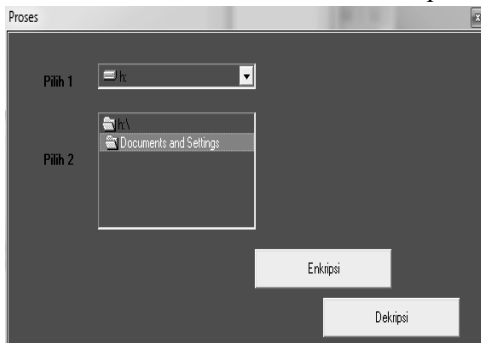 Proses
Pilih 1
h:
h:\
Documents and Settings
Pilih 2
Enkripsi
Dekripsi